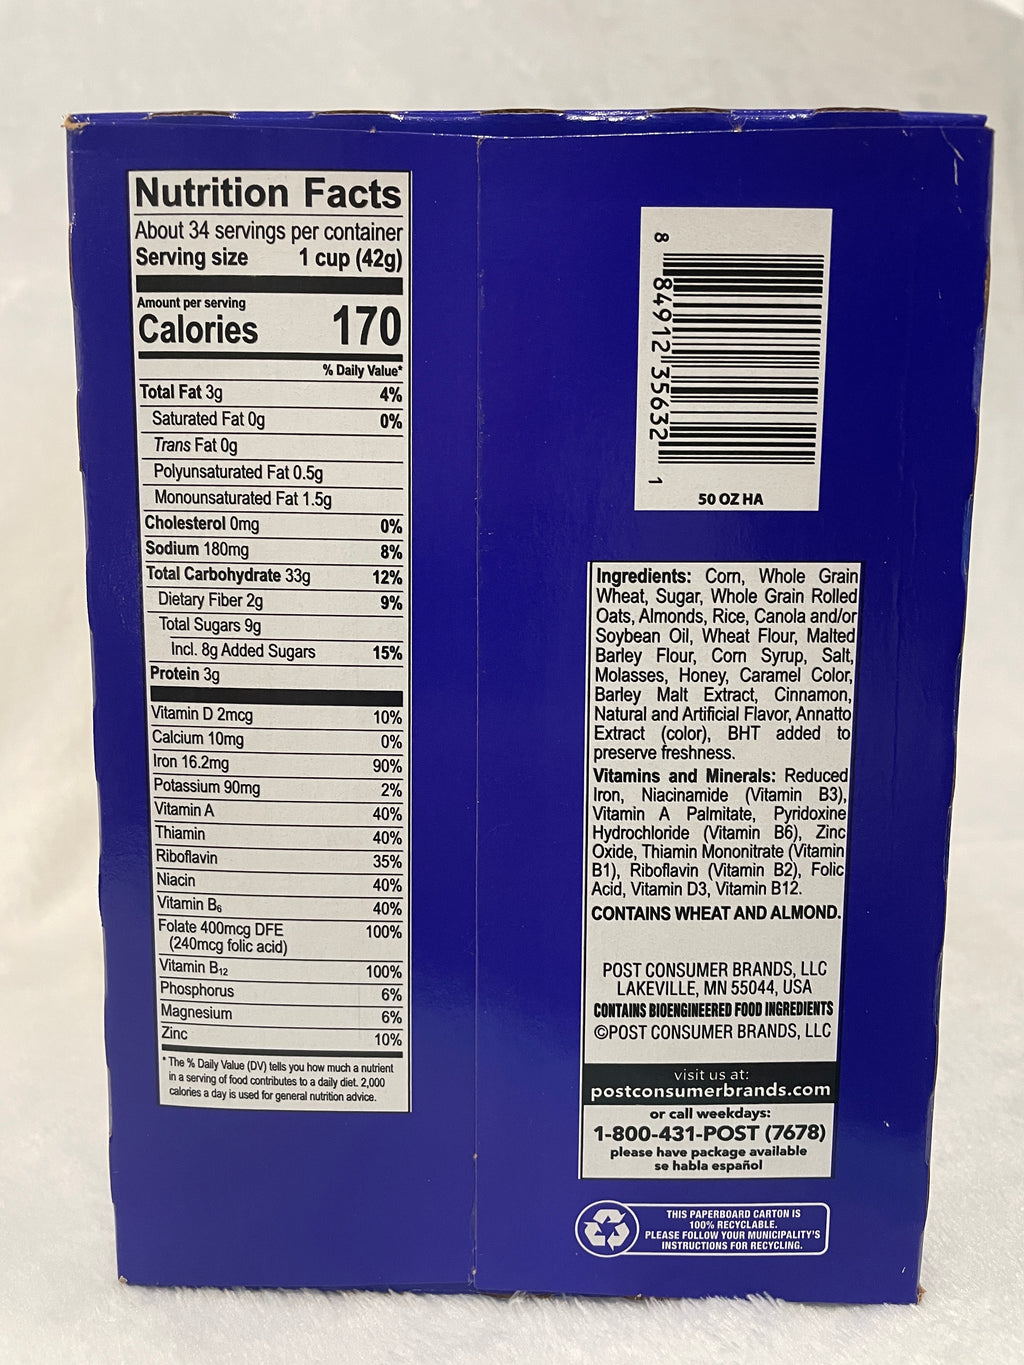 Nutrition Facts
About 34 servings per container
Serving size 1 cup (42g)
Amount per serving
Calories 170
% Daily Value*
Total Fat 3g 4%
Saturated Fat 0g 0%
Trans Fat 0g
Polyunsaturated Fat 0.5g
Monounsaturated Fat 1.5g
Cholesterol 0mg 0%
Sodium 180mg 8%
Total Carbohydrate 33g 12%
Dietary Fiber 2g 9%
Total Sugars 9g
Incl. 8g Added Sugars 15%
Protein 3g
Vitamin D 2mcg 10%
Calcium 10mg 0%
Iron 16.2mg 90%
Potassium 90mg 2%
Vitamin A 40%
Thiamin 40%
Riboflavin 35%
Niacin 40%
Vitamin B6 40%
Folate 400mcg DFE 100%
(240mcg folic acid)
Vitamin B12 100%
Phosphorus 6%
Magnesium 6%
Zinc 10%
* The % Daily Value (DV) tells you how much a nutrient
in a serving of food contributes to a daily diet. 2,000
calories a day is used for general nutrition advice.
8 84912 35632 1
50 OZ HA
Ingredients: Corn, Whole Grain
Wheat, Sugar, Whole Grain Rolled
Oats, Almonds, Rice, Canola and/or
Soybean Oil, Wheat Flour, Malted
Barley Flour, Corn Syrup, Salt,
Molasses, Honey, Caramel Color,
Barley Malt Extract, Cinnamon,
Natural and Artificial Flavor, Annatto
Extract (color), BHT added to
preserve freshness.
Vitamins and Minerals: Reduced
Iron, Niacinamide (Vitamin B3),
Vitamin A Palmitate, Pyridoxine
Hydrochloride (Vitamin B6), Zinc
Oxide, Thiamin Mononitrate (Vitamin
B1), Riboflavin (Vitamin B2), Folic
Acid, Vitamin D3, Vitamin B12.
CONTAINS WHEAT AND ALMOND.
POST CONSUMER BRANDS, LLC
LAKEVILLE, MN 55044, USA
CONTAINS BIOENGINEERED FOOD INGREDIENTS
©POST CONSUMER BRANDS, LLC
visit us at:
postconsumerbrands.com
or call weekdays:
1-800-431-POST (7678)
please have package available
se habla español
THIS PAPERBOARD CARTON IS
100% RECYCLABLE.
PLEASE FOLLOW YOUR MUNICIPALITY'S
INSTRUCTIONS FOR RECYCLING.